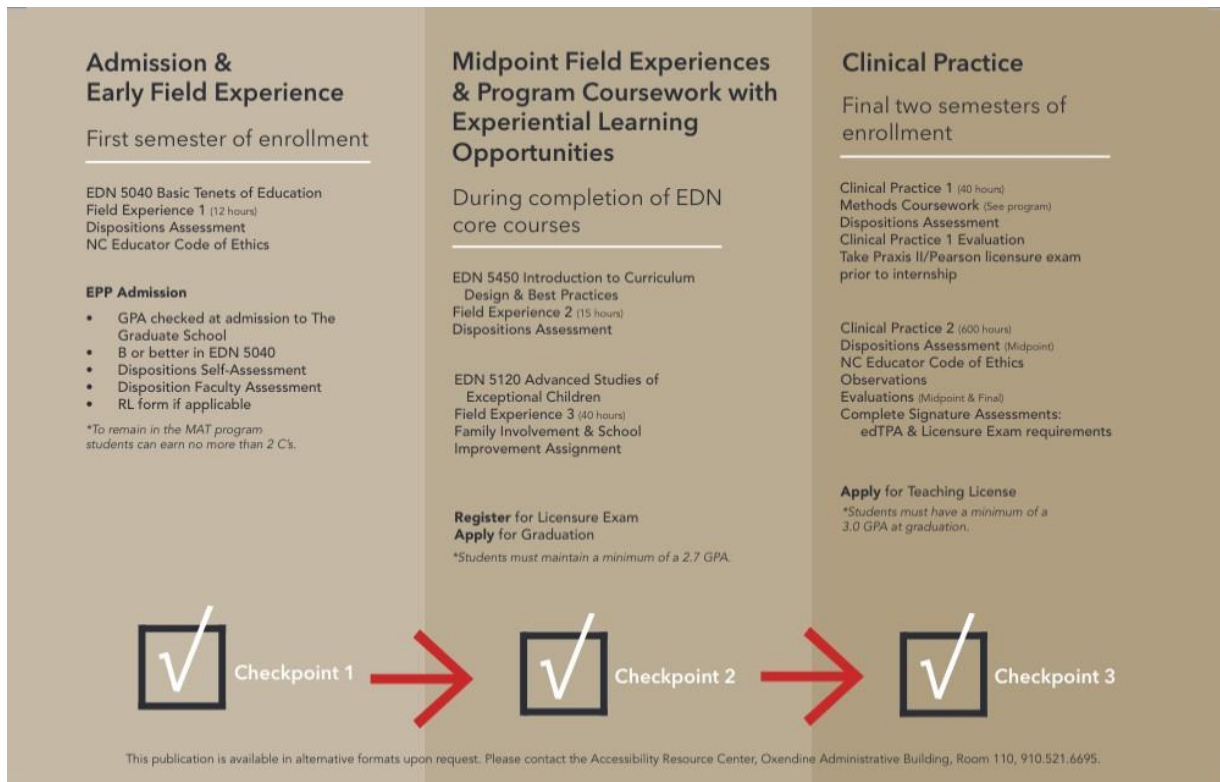 Admission &
Early Field Experience
First semester of enrollment
EDN 5040 Basic Tenets of Education
Field Experience 1 (12 hours)
Dispositions Assessment
NC Educator Code of Ethics
EPP Admission
• GPA checked at admission to The
Graduate School
• B or better in EDN 5040
• Dispositions Self-Assessment
• Disposition Faculty Assessment
• RL form if applicable
*To remain in the MAT program
students can earn no more than 2 C's.
Midpoint Field Experiences
& Program Coursework with
Experiential Learning
Opportunities
During completion of EDN
core courses
EDN 5450 Introduction to Curriculum
Design & Best Practices
Field Experience 2 (15 hours)
Dispositions Assessment
EDN 5120 Advanced Studies of
Exceptional Children
Field Experience 3 (40 hours)
Family Involvement & School
Improvement Assignment
Register for Licensure Exam
Apply for Graduation
*Students must maintain a minimum of a 2.7 GPA.
Clinical Practice
Final two semesters of
enrollment
Clinical Practice 1 (40 hours)
Methods Coursework (See program)
Dispositions Assessment
Clinical Practice 1 Evaluation
Take Praxis II/Pearson licensure exam
prior to internship
Clinical Practice 2 (600 hours)
Dispositions Assessment (Midpoint)
NC Educator Code of Ethics
Observations
Evaluations (Midpoint & Final)
Complete Signature Assessments:
edTPA & Licensure Exam requirements
Apply for Teaching License
*Students must have a minimum of a
3.0 GPA at graduation.
Checkpoint 1
Checkpoint 2
Checkpoint 3
This publication is available in alternative formats upon request. Please contact the Accessibility Resource Center, Oxendine Administrative Building, Room 110, 910.521.6695.